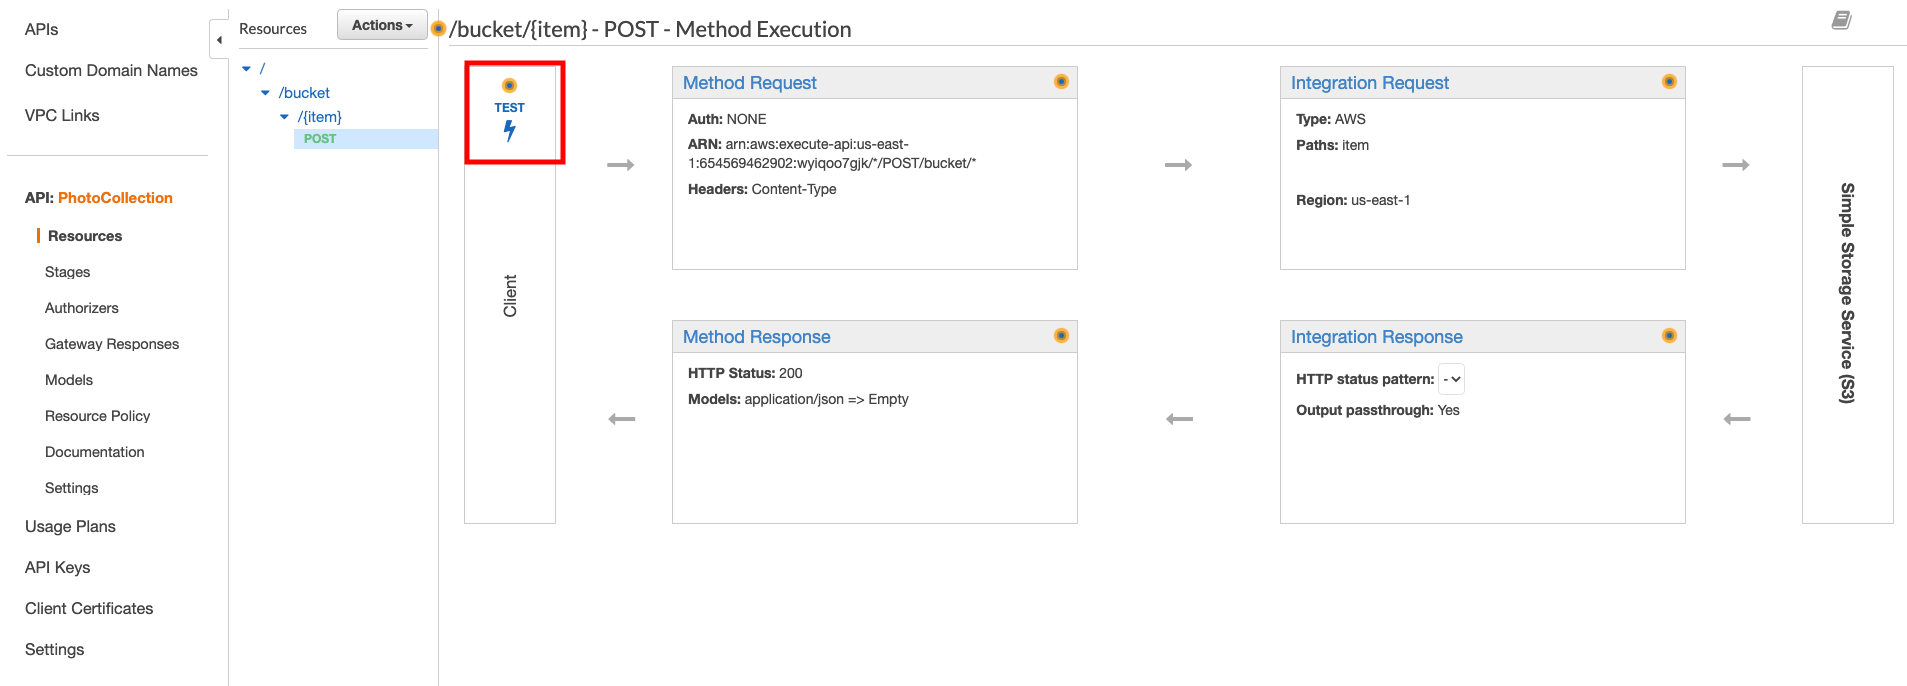 APIs
Custom Domain Names
VPC Links
API: PhotoCollection
Resources
Stages
Authorizers
Gateway Responses
Models
Resource Policy
Documentation
Settings
Usage Plans
API Keys
Client Certificates
Settings
Resources
Actions
/
/bucket
/{item}
POST
/bucket/{item} - POST - Method Execution
TEST
Client
Method Request
Auth: NONE
ARN: arn:aws:execute-api:us-east-
1:654569462902:wyiqoo7gjk/*/POST/bucket/*
Headers: Content-Type
Integration Request
Type: AWS
Paths: item
Region: us-east-1
Method Response
HTTP Status: 200
Models: application/json => Empty
Integration Response
HTTP status pattern: -
Output passthrough: Yes
Simple Storage Service (S3)